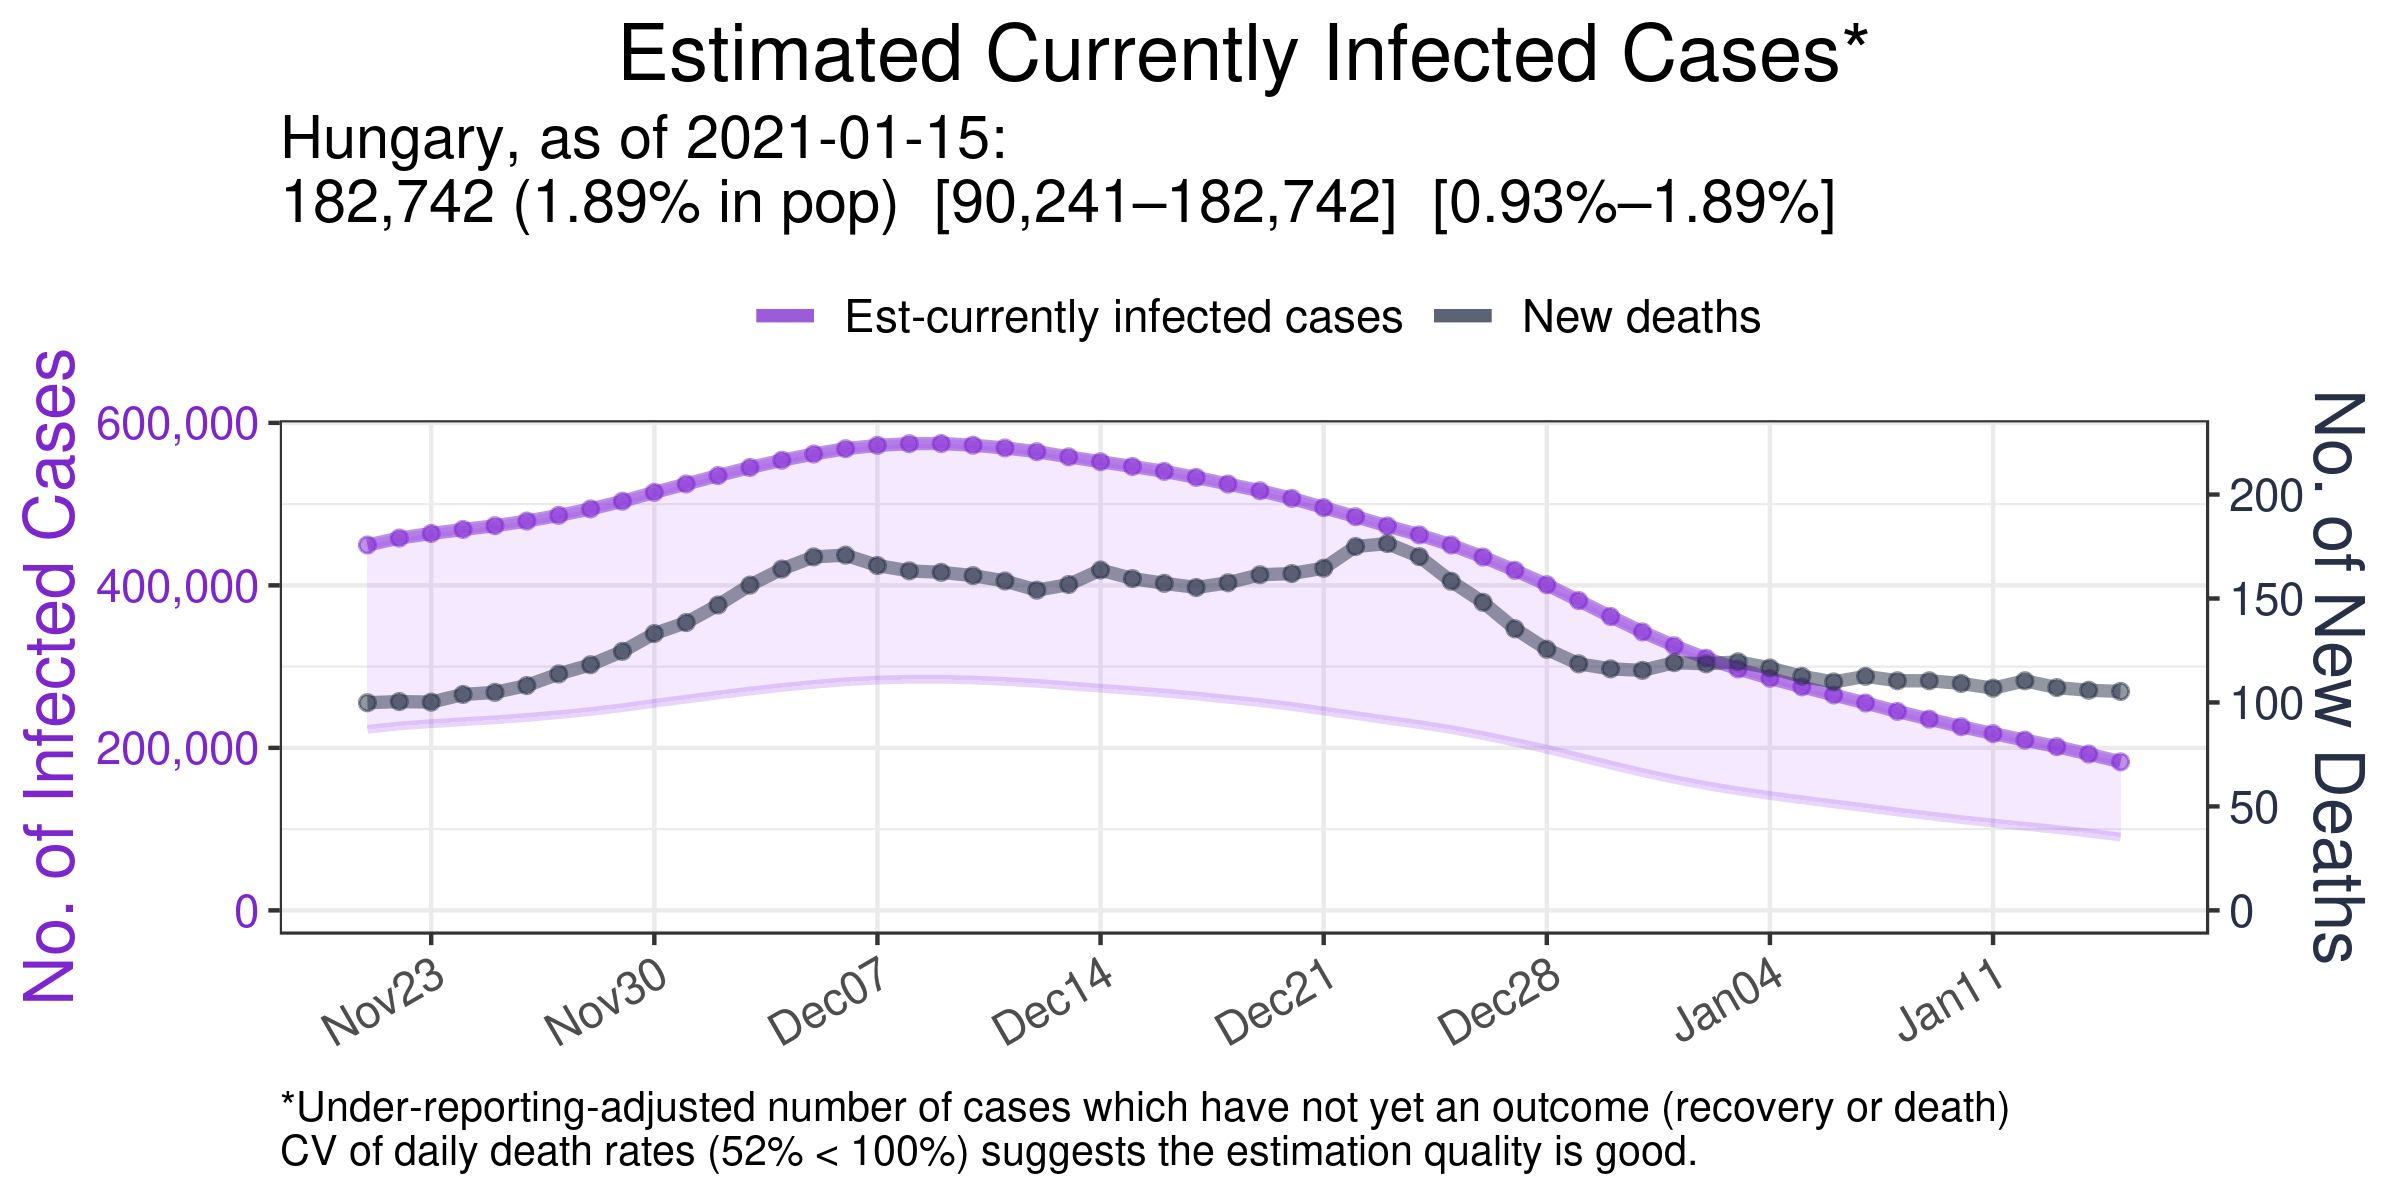 Estimated Currently Infected Cases*
Hungary, as of 2021-01-15:
182,742 (1.89% in pop)  [90,241–182,742]  [0.93%–1.89%]
Est-currently infected cases
New deaths
No. of Infected Cases
600,000
400,000
200,000
0
200
150
100
50
0
No. of New Deaths
Nov23
Nov30
Dec07
Dec14
Dec21
Dec28
Jan04
Jan11
*Under-reporting-adjusted number of cases which have not yet an outcome (recovery or death)
CV of daily death rates (52% < 100%) suggests the estimation quality is good.